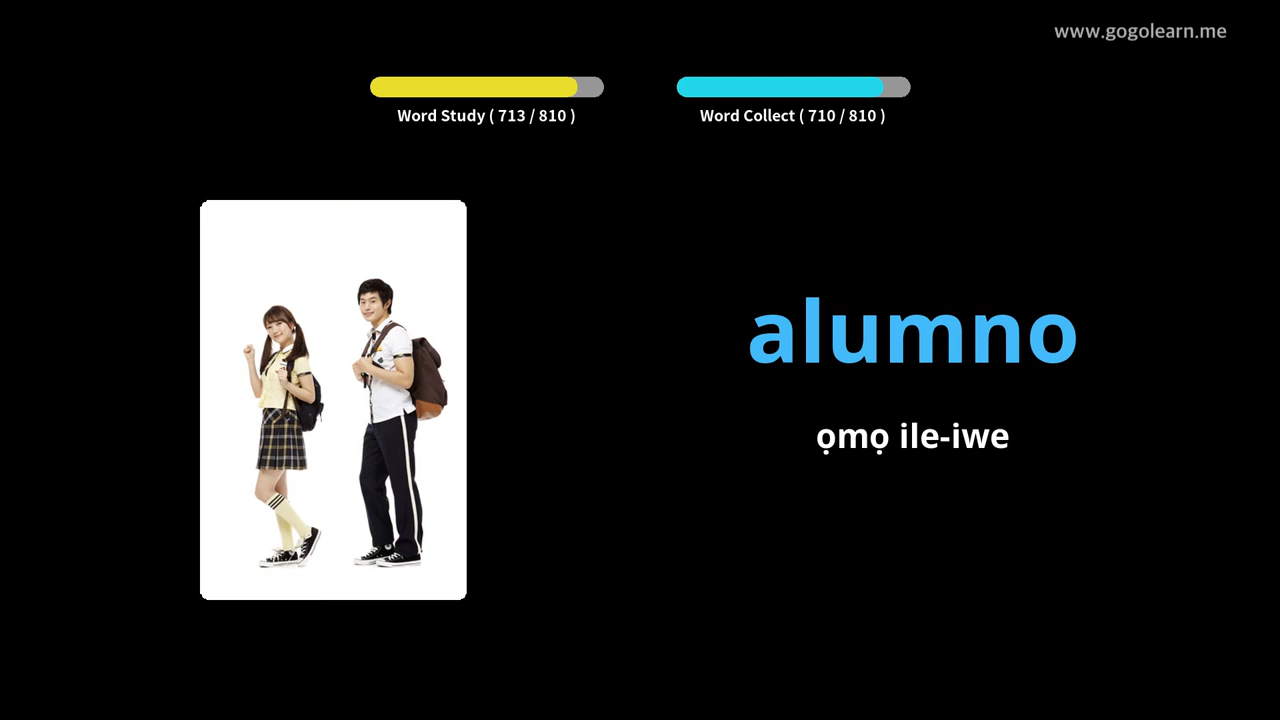 www.gogolearn.me
Word Study ( 713 / 810 )
Word Collect ( 710 / 810 )
alumno
ọmọ ile-iwe